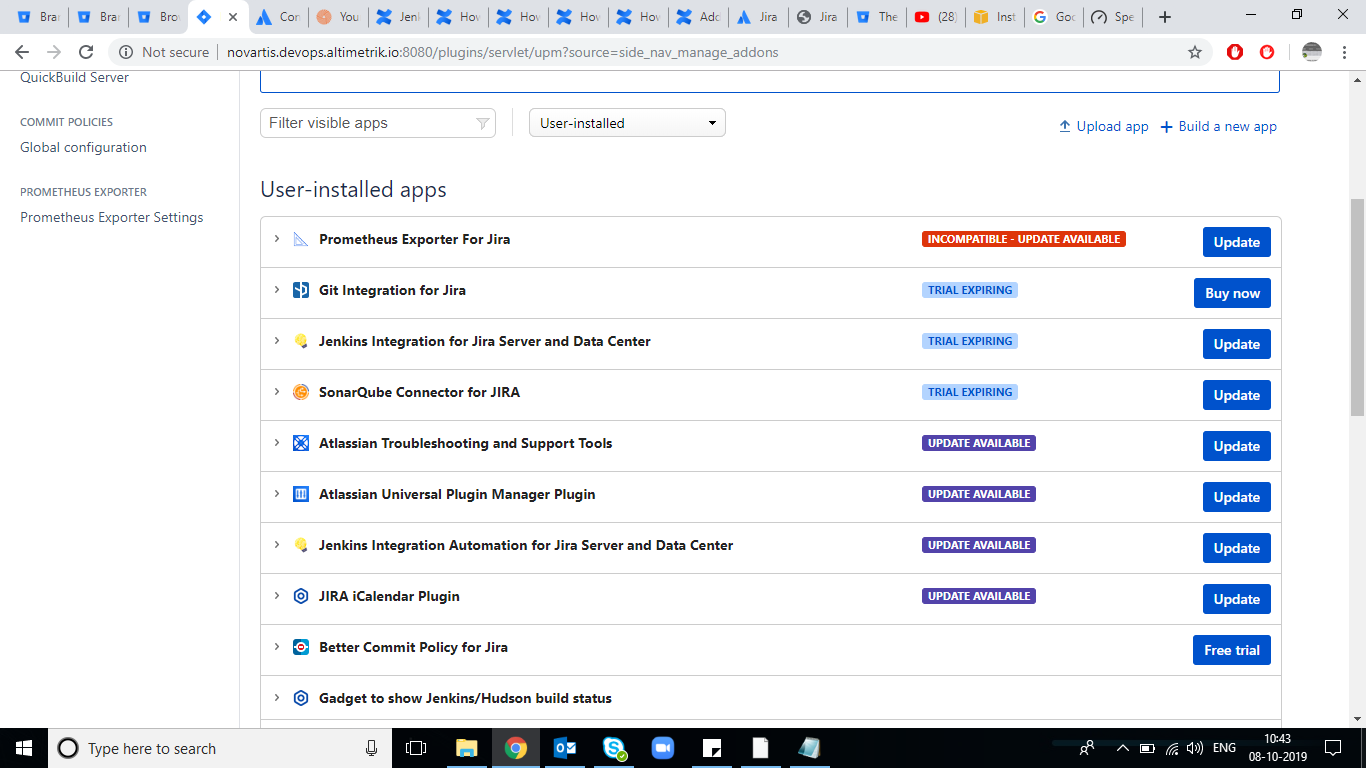 Bran
Bran
Bro
Con
You
Jenl
How
How
How
How
Add
Jira
Jira
The
(28)
Inst
Goo
Spe
Not secure
novartis.devops.altimetrik.io:8080/plugins/servlet/upm?source=side_nav_manage_addons
QuickBuild Server
COMMIT POLICIES
Global configuration
PROMETHEUS EXPORTER
Prometheus Exporter Settings
Filter visible apps
User-installed
Upload app
Build a new app
User-installed apps
Prometheus Exporter For Jira
INCOMPATIBLE - UPDATE AVAILABLE
Update
Git Integration for Jira
TRIAL EXPIRING
Buy now
Jenkins Integration for Jira Server and Data Center
TRIAL EXPIRING
Update
SonarQube Connector for JIRA
TRIAL EXPIRING
Update
Atlassian Troubleshooting and Support Tools
UPDATE AVAILABLE
Update
Atlassian Universal Plugin Manager Plugin
UPDATE AVAILABLE
Update
Jenkins Integration Automation for Jira Server and Data Center
UPDATE AVAILABLE
Update
JIRA iCalendar Plugin
UPDATE AVAILABLE
Update
Better Commit Policy for Jira
Free trial
Gadget to show Jenkins/Hudson build status
Type here to search
ENG
10:43
08-10-2019